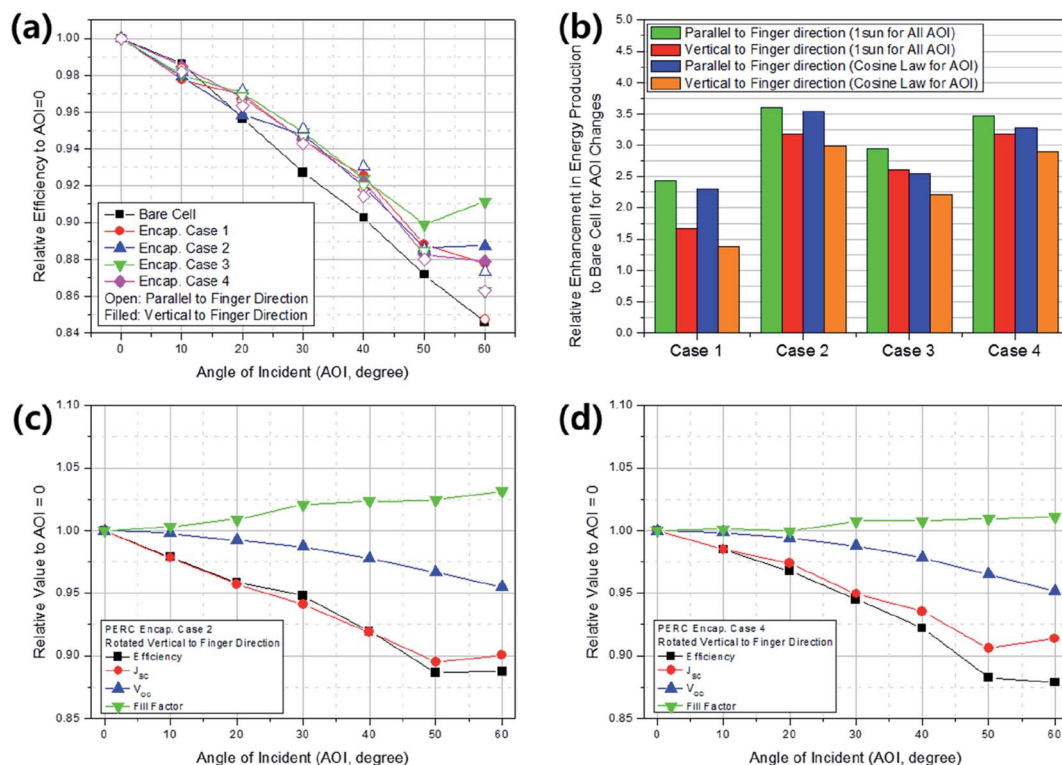 (a)
1.00
0.98
0.96
0.94
0.92
0.90
0.88
0.86
0.84
Relative Efficiency to AOI=0
Bare Cell
Encap. Case 1
Encap. Case 2
Encap. Case 3
Encap. Case 4
Open: Parallel to Finger Direction
Filled: Vertical to Finger Direction
0 10 20 30 40 50 60
Angle of Incident (AOI, degree)
(b)
5.0
4.5
4.0
3.5
3.0
2.5
2.0
1.5
1.0
0.5
0.0
Relative Enhancement in Energy Production
to Bare Cell for AOI Changes
Parallel to Finger direction (1sun for All AOI)
Vertical to Finger direction (1sun for All AOI)
Parallel to Finger direction (Cosine Law for AOI)
Vertical to Finger direction (Cosine Law for AOI)
Case 1 Case 2 Case 3 Case 4
(c)
1.10
1.05
1.00
0.95
0.90
0.85
Relative Value to AOI = 0
PERC Encap. Case 2
Rotated Vertical to Finger Direction
Efficiency
Jsc
Voc
Fill Factor
0 10 20 30 40 50 60
Angle of Incident (AOI, degree)
(d)
1.10
1.05
1.00
0.95
0.90
0.85
Relative Value to AOI = 0
PERC Encap. Case 4
Rotated Vertical to Finger Direction
Efficiency
Jsc
Voc
Fill Factor
0 10 20 30 40 50 60
Angle of Incident (AOI, degree)